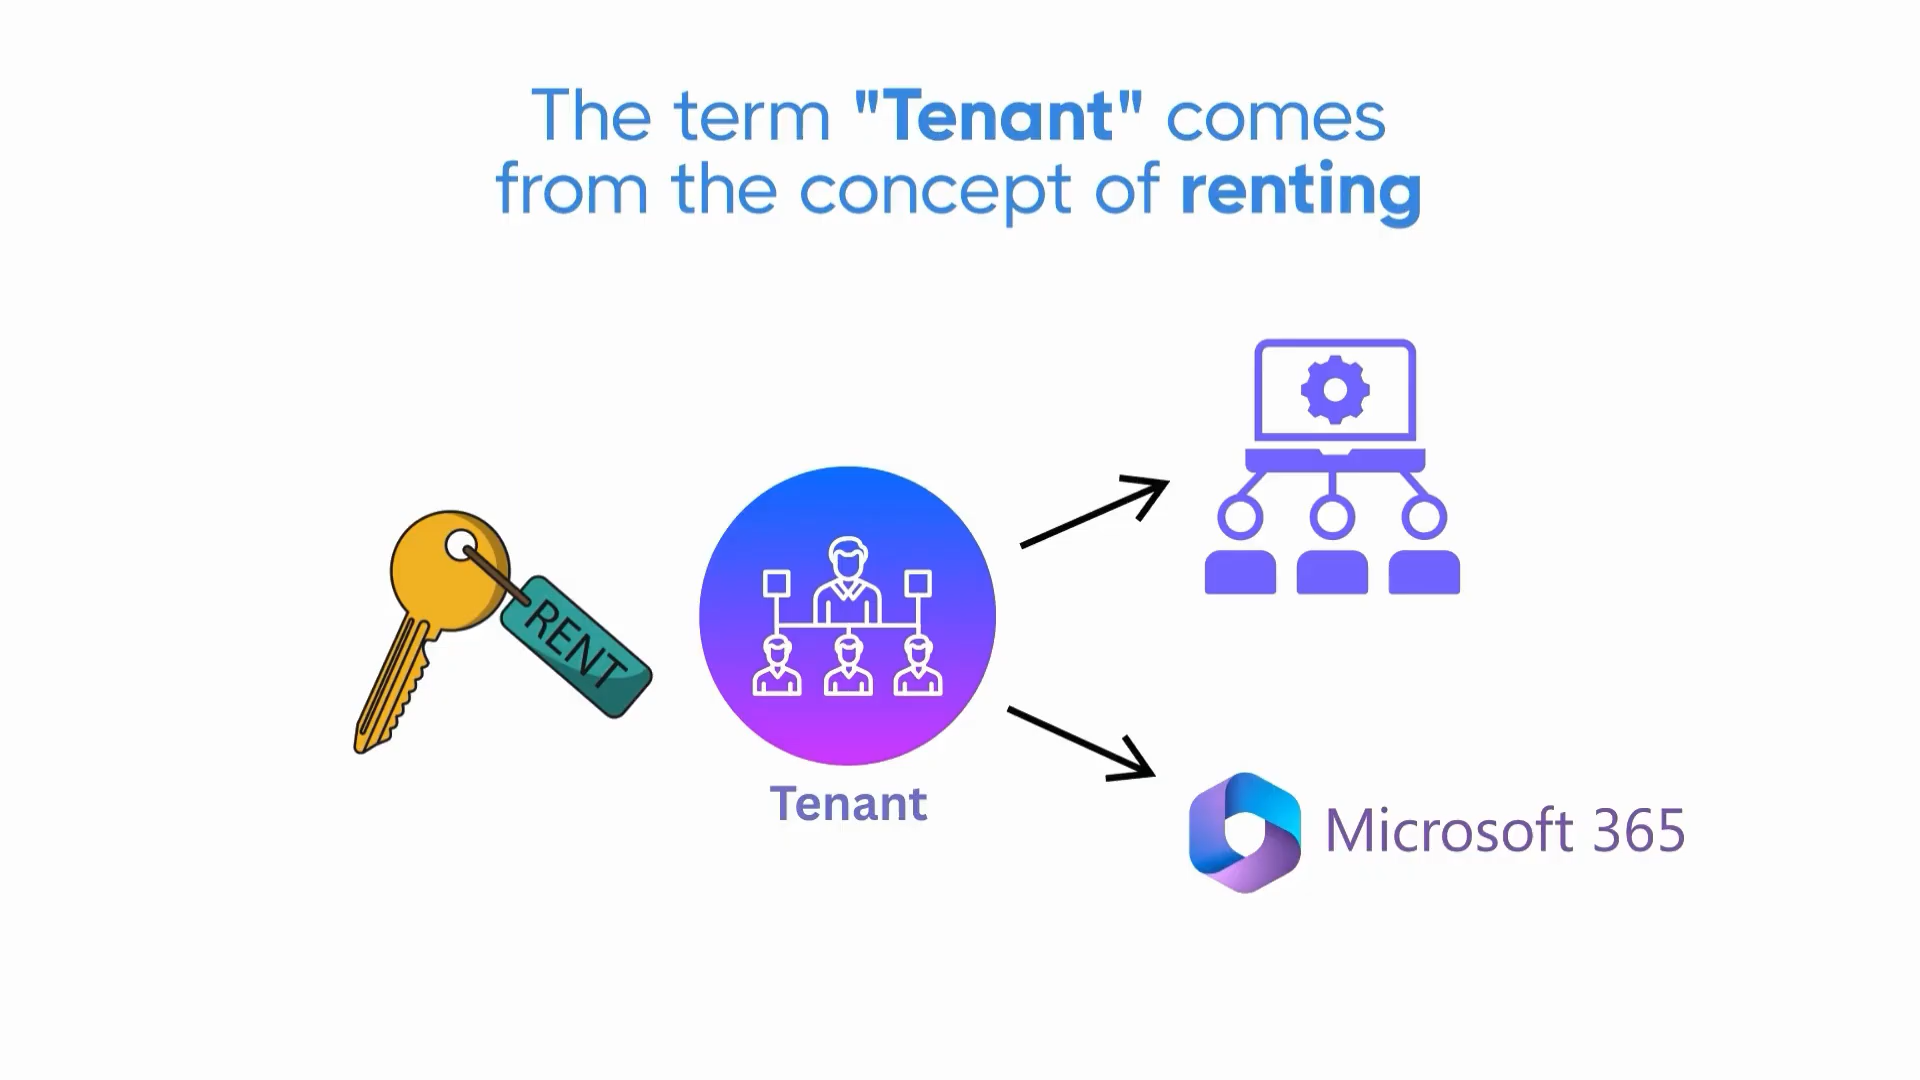 The term "Tenant" comes
from the concept of renting
RENT
Tenant
Microsoft 365